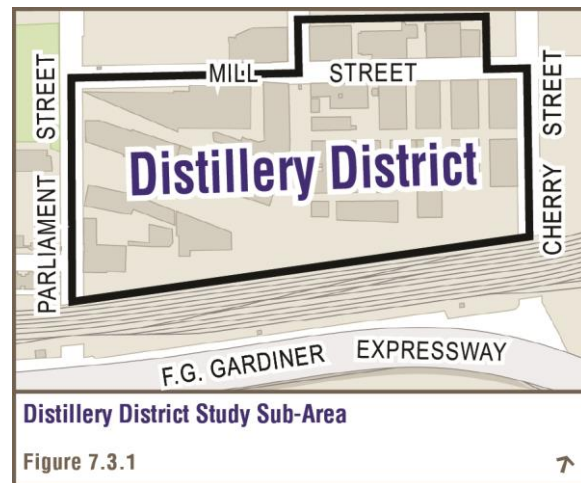 MILL STREET
PARLIAMENT STREET
Distillery District
CHERRY STREET
F.G. GARDINER EXPRESSWAY
Distillery District Study Sub-Area
Figure 7.3.1